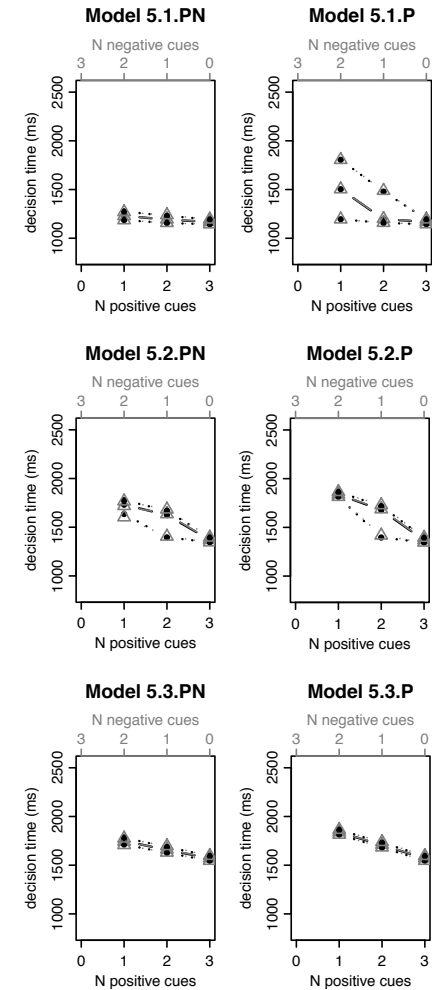 Model 5.1.PN
N negative cues
3 2 1 0
decision time (ms)
1000 1500 2000 2500
0 1 2 3
N positive cues
Model 5.1.P
N negative cues
3 2 1 0
decision time (ms)
1000 1500 2000 2500
0 1 2 3
N positive cues
Model 5.2.PN
N negative cues
3 2 1 0
decision time (ms)
1000 1500 2000 2500
0 1 2 3
N positive cues
Model 5.2.P
N negative cues
3 2 1 0
decision time (ms)
1000 1500 2000 2500
0 1 2 3
N positive cues
Model 5.3.PN
N negative cues
3 2 1 0
decision time (ms)
1000 1500 2000 2500
0 1 2 3
N positive cues
Model 5.3.P
N negative cues
3 2 1 0
decision time (ms)
1000 1500 2000 2500
0 1 2 3
N positive cues